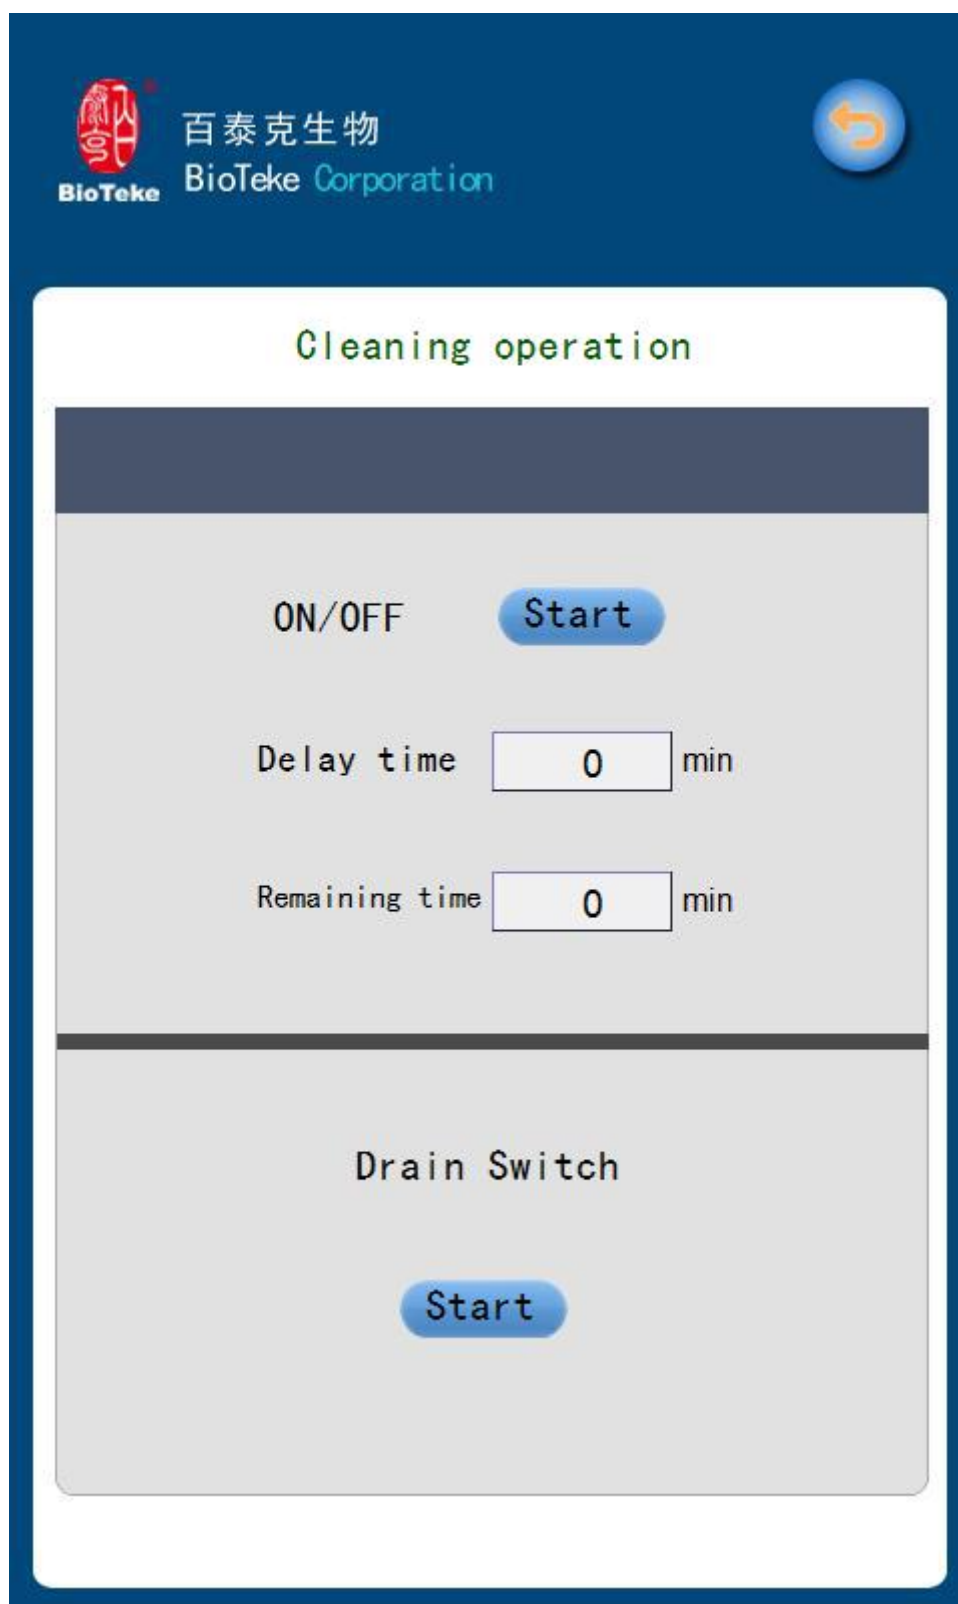 百泰克生物
BioTeke
BioTeke Corporation
Cleaning operation
ON/OFF Start
Delay time 0 min
Remaining time 0 min
Drain Switch
Start